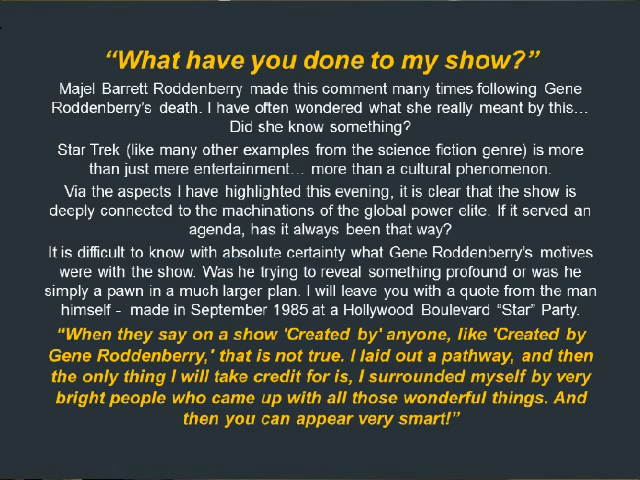 “What have you done to my show?”
Majel Barrett Roddenberry made this comment many times following Gene
Roddenberry's death. I have often wondered what she really meant by this…
Did she know something?
Star Trek (like many other examples from the science fiction genre) is more
than just mere entertainment… more than a cultural phenomenon.
Via the aspects I have highlighted this evening, it is clear that the show is
deeply connected to the machinations of the global power elite. If it served an
agenda, has it always been that way?
It is difficult to know with absolute certainty what Gene Roddenberry's motives
were with the show. Was he trying to reveal something profound or was he
simply a pawn in a much larger plan. I will leave you with a quote from the man
himself - made in September 1985 at a Hollywood Boulevard “Star” Party.
“When they say on a show 'Created by' anyone, like 'Created by
Gene Roddenberry,' that is not true. I laid out a pathway, and then
the only thing I will take credit for is, I surrounded myself by very
bright people who came up with all those wonderful things. And
then you can appear very smart!”